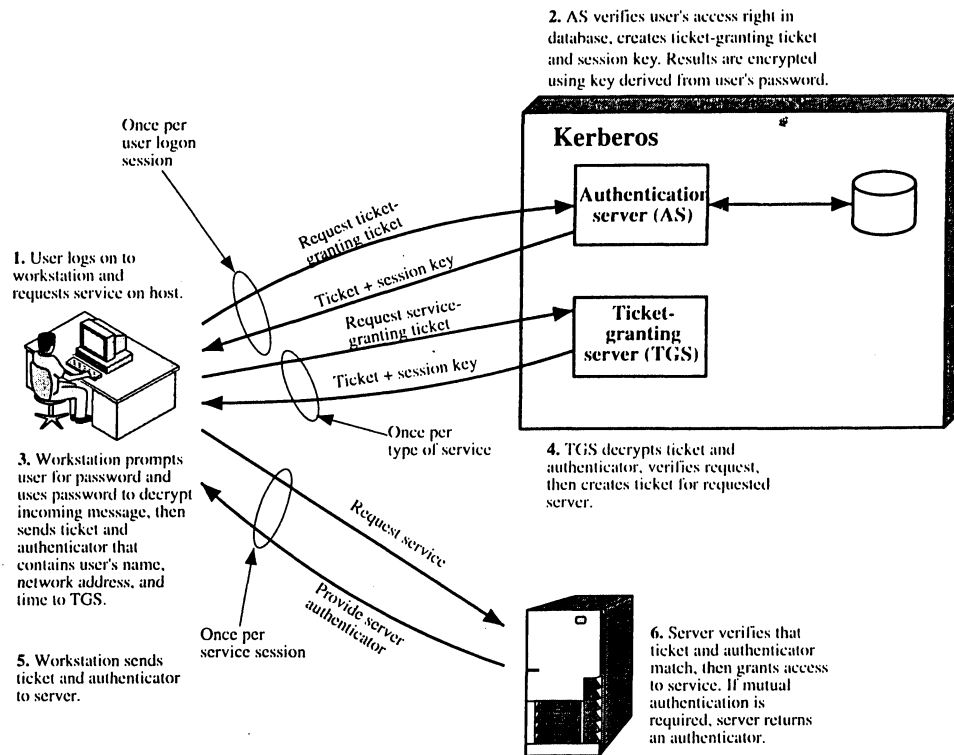 2. AS verifies user's access right in
database, creates ticket-granting ticket
and session key. Results are encrypted
using key derived from user's password.
Once per
user logon
session
Kerberos
Authentication
server (AS)
Request ticket-
granting ticket
1. User logs on to
workstation and
requests service on host.
Ticket + session key
Request service-
granting ticket
Ticket-
granting
server (TGS)
Ticket + session key
Once per
type of service
3. Workstation prompts
user for password and
uses password to decrypt
incoming message, then
sends ticket and
authenticator that
contains user's name,
network address, and
time to TGS.
4. TGS decrypts ticket and
authenticator, verifies request,
then creates ticket for requested
server.
Request service
Provide server
authenticator
Once per
service session
5. Workstation sends
ticket and authenticator
to server.
6. Server verifies that
ticket and authenticator
match, then grants access
to service. If mutual
authentication is
required, server returns
an authenticator.